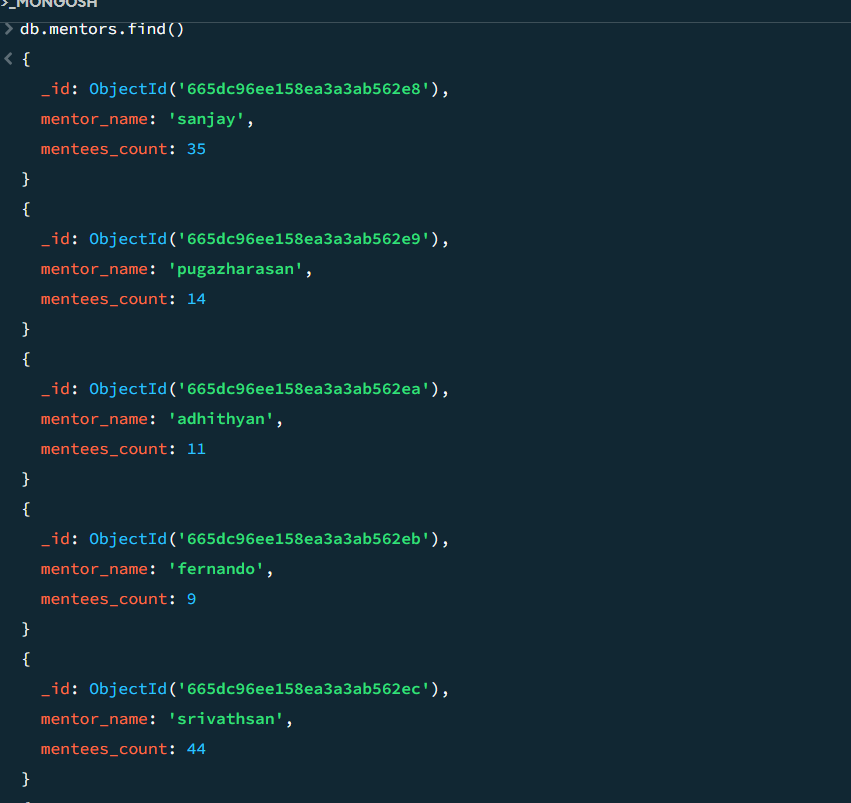 >_MONGOSH
> db.mentors.find()
< {
_id: ObjectId('665dc96ee158ea3a3ab562e8'),
mentor_name: 'sanjay',
mentees_count: 35
}
{
_id: ObjectId('665dc96ee158ea3a3ab562e9'),
mentor_name: 'pugazharasan',
mentees_count: 14
}
{
_id: ObjectId('665dc96ee158ea3a3ab562ea'),
mentor_name: 'adhithyan',
mentees_count: 11
}
{
_id: ObjectId('665dc96ee158ea3a3ab562eb'),
mentor_name: 'fernando',
mentees_count: 9
}
{
_id: ObjectId('665dc96ee158ea3a3ab562ec'),
mentor_name: 'srivathsan',
mentees_count: 44
}